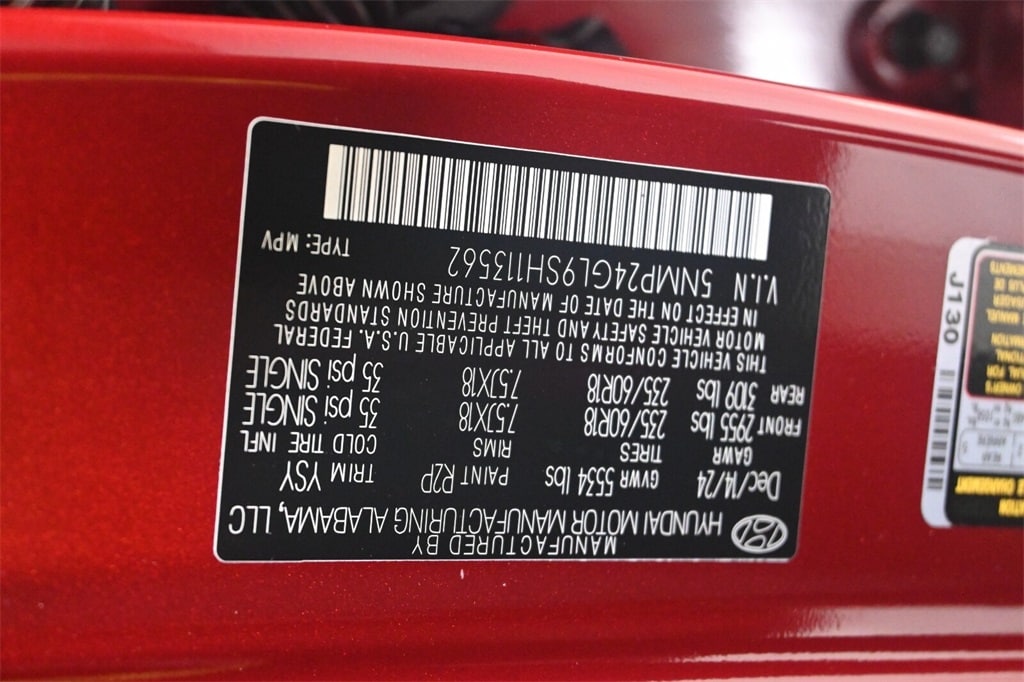 MANUFACTURED BY
HYUNDAI MOTOR MANUFACTURING ALABAMA, LLC
Dec/14/24 GVWR 5534 lbs PAINT R2P TRIM YSY
GAWR TIRES RIMS COLD TIRE INFL
FRONT 2955 lbs 235/60R18 7.5JX18 35 psi SINGLE
REAR 3109 lbs 235/60R18 7.5JX18 35 psi SINGLE
THIS VEHICLE CONFORMS TO ALL APPLICABLE U.S.A. FEDERAL
MOTOR VEHICLE SAFETY AND THEFT PREVENTION STANDARDS
IN EFFECT ON THE DATE OF MANUFACTURE SHOWN ABOVE
V.I.N 5NMP24GL9SH113562 TYPE: MPV
J130